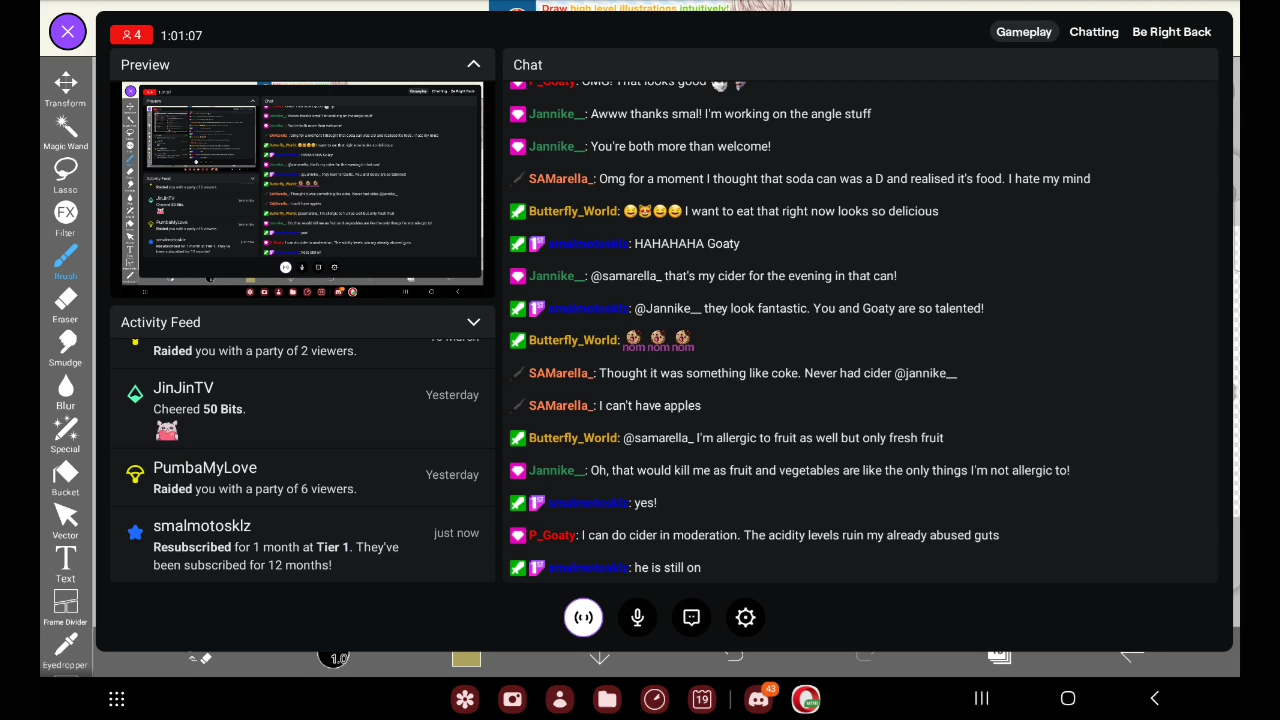 Draw high level illustrations intuitively!
4
1:01:07
Gameplay
Chatting
Be Right Back
Preview
Chat
Transform
Magic Wand
Lasso
Filter
FX
Brush
Eraser
Smudge
Blur
Special
Bucket
Vector
T
Text
Frame Divider
Eyedropper
Activity Feed
Raided you with a party of 2 viewers.
JinJinTV
Yesterday
Cheered 50 Bits.
PumbaMyLove
Yesterday
Raided you with a party of 6 viewers.
smalmotosklz
just now
Resubscribed for 1 month at Tier 1. They've
been subscribed for 12 months!
P_Goaty: OMG! That looks good
Jannike__: Awww thanks smal! I'm working on the angle stuff
Jannike__: You're both more than welcome!
SAMarella_: Omg for a moment I thought that soda can was a D and realised it's food. I hate my mind
Butterfly_World: I want to eat that right now looks so delicious
1ST smalmotosklz: HAHAHAHA Goaty
Jannike__: @samarella_ that's my cider for the evening in that can!
1ST smalmotosklz: @Jannike__ they look fantastic. You and Goaty are so talented!
Butterfly_World: nom nom nom
SAMarella_: Thought it was something like coke. Never had cider @jannike__
SAMarella_: I can't have apples
Butterfly_World: @samarella_ I'm allergic to fruit as well but only fresh fruit
Jannike__: Oh, that would kill me as fruit and vegetables are like the only things I'm not allergic to!
1ST smalmotosklz: yes!
P_Goaty: I can do cider in moderation. The acidity levels ruin my already abused guts
1ST smalmotosklz: he is still on
1.0
19
43